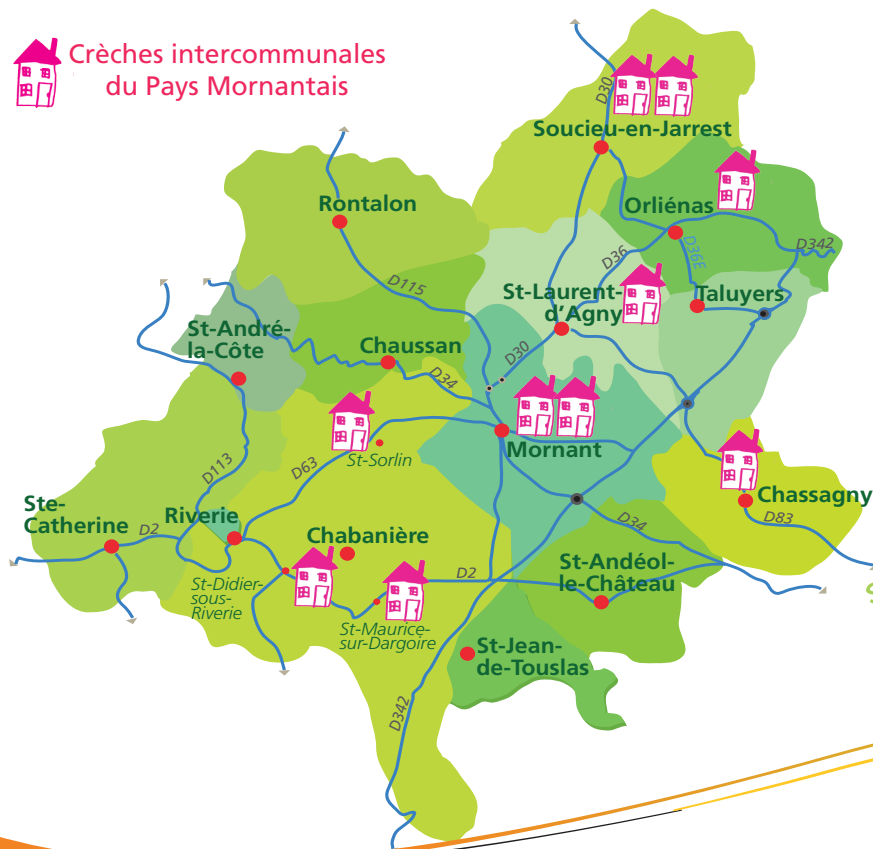 Crèches intercommunales
du Pays Mornantais
D30
Soucieu-en-Jarrest
Orliénas
Rontalon
D36
D36E
D342
D115
St-Laurent-
d'Agny
Taluyers
St-André-
la-Côte
Chaussan
D30
D34
Mornant
St-Sorlin
D63
D113
Chassagny
D83
Ste-
Catherine
D2
Riverie
Chabanière
D34
St-Andéol-
le-Château
D2
St-Didier-
sous-
Riverie
St-Maurice-
sur-Dargoire
St-Jean-
de-Touslas
D342